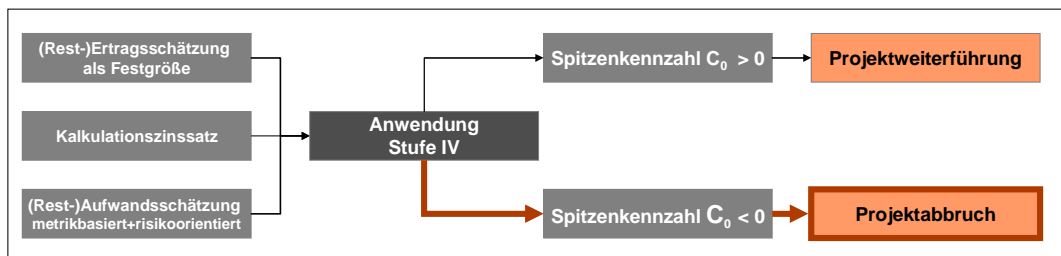 (Rest-)Ertragsschätzung
als Festgröße
Kalkulationszinssatz
(Rest-)Aufwandsschätzung
metrikbasiert+risikoorientiert
Anwendung
Stufe IV
Spitzenkennzahl C₀ > 0
Projektweiterführung
Spitzenkennzahl C₀ < 0
Projektabbruch